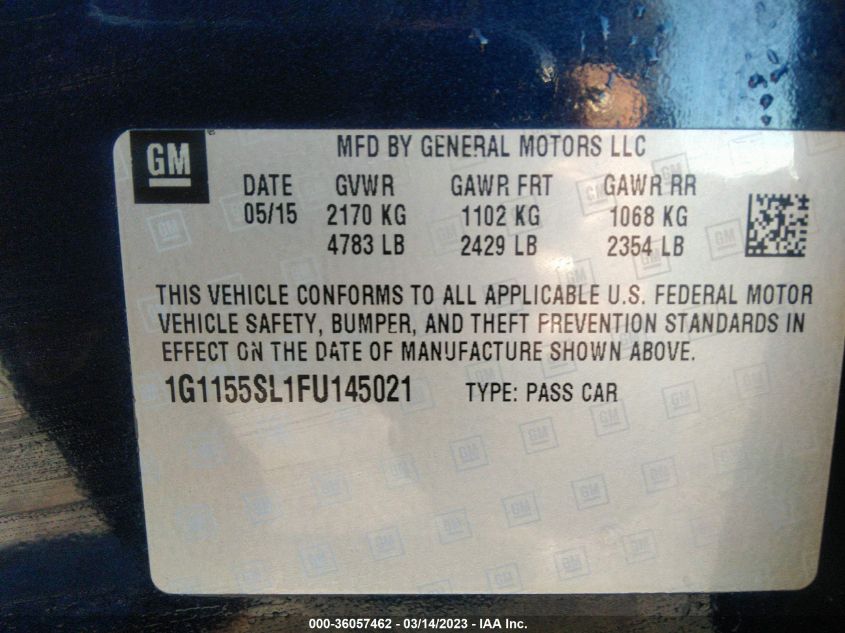 GM
MFD BY GENERAL MOTORS LLC
DATE GVWR GAWR FRT GAWR RR
05/15 2170 KG 1102 KG 1068 KG
4783 LB 2429 LB 2354 LB
THIS VEHICLE CONFORMS TO ALL APPLICABLE U.S. FEDERAL MOTOR
VEHICLE SAFETY, BUMPER, AND THEFT PREVENTION STANDARDS IN
EFFECT ON THE DATE OF MANUFACTURE SHOWN ABOVE.
1G1155SL1FU145021 TYPE: PASS CAR
000-36057462 - 03/14/2023 - IAA Inc.